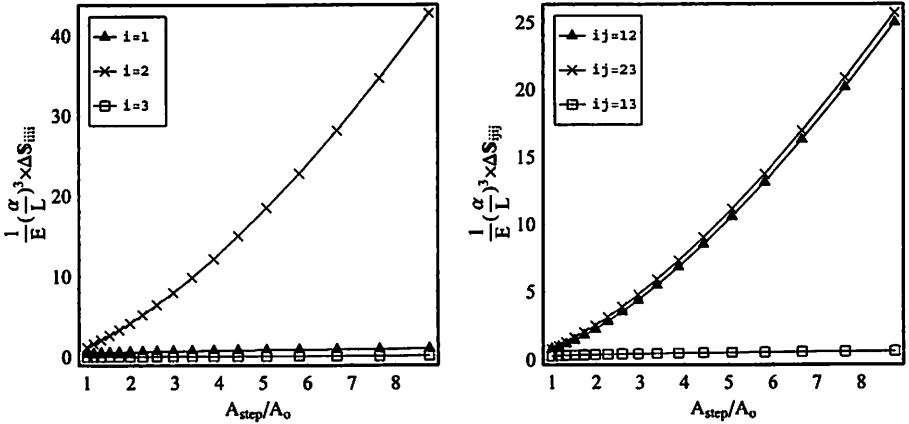 i=1
i=2
i=3
40
30
20
10
0
1 2 3 4 5 6 7 8
A_step/A_o
1/E (α/L)^3 × ΔS_iiii
ij=12
ij=23
ij=13
25
20
15
10
5
0
1 2 3 4 5 6 7 8
A_step/A_o
1/E (α/L)^3 × ΔS_ijij